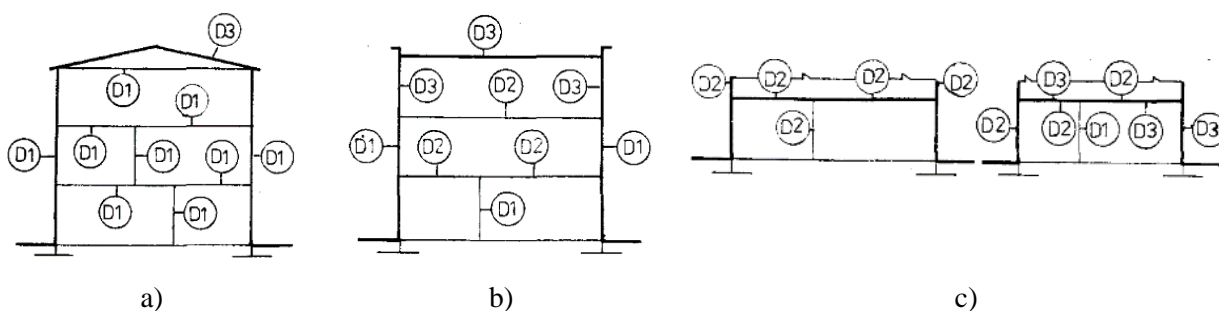 D3
D1
D1
D1 D1 D1 D1 D1
D1 D1
D3
D3 D2 D3
D1 D2 D2 D1
D1
D2 D2 D2 D2
D2
D3 D2
D2 D2 D1 D3 D3
a) b) c)